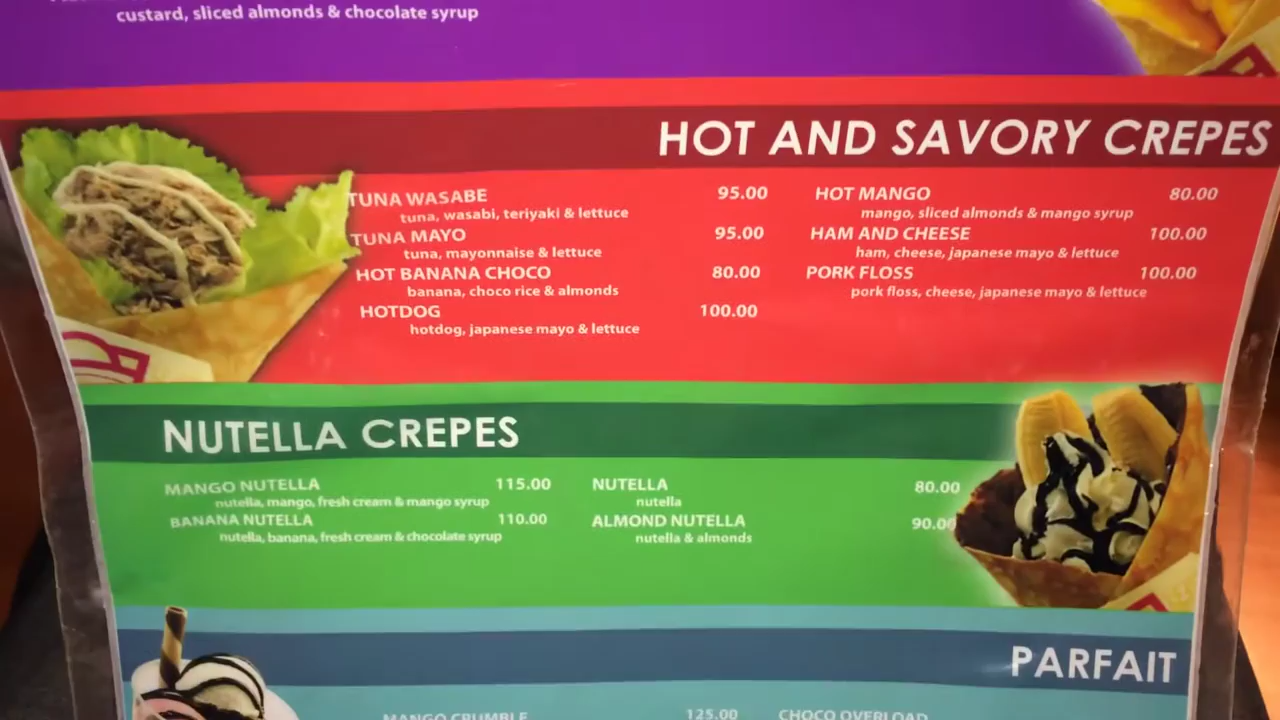 custard, sliced almonds & chocolate syrup
HOT AND SAVORY CREPES
TUNA WASABE 95.00
tuna, wasabi, teriyaki & lettuce
TUNA MAYO 95.00
tuna, mayonnaise & lettuce
HOT BANANA CHOCO 80.00
banana, choco rice & almonds
HOTDOG 100.00
hotdog, japanese mayo & lettuce
HOT MANGO 80.00
mango, sliced almonds & mango syrup
HAM AND CHEESE 100.00
ham, cheese, japanese mayo & lettuce
PORK FLOSS 100.00
pork floss, cheese, japanese mayo & lettuce
NUTELLA CREPES
MANGO NUTELLA 115.00
nutella, mango, fresh cream & mango syrup
BANANA NUTELLA 110.00
nutella, banana, fresh cream & chocolate syrup
NUTELLA 80.00
nutella
ALMOND NUTELLA 90.00
nutella & almonds
PARFAIT
MANGO CRUMBLE 125.00
CHOCO OVERLOAD